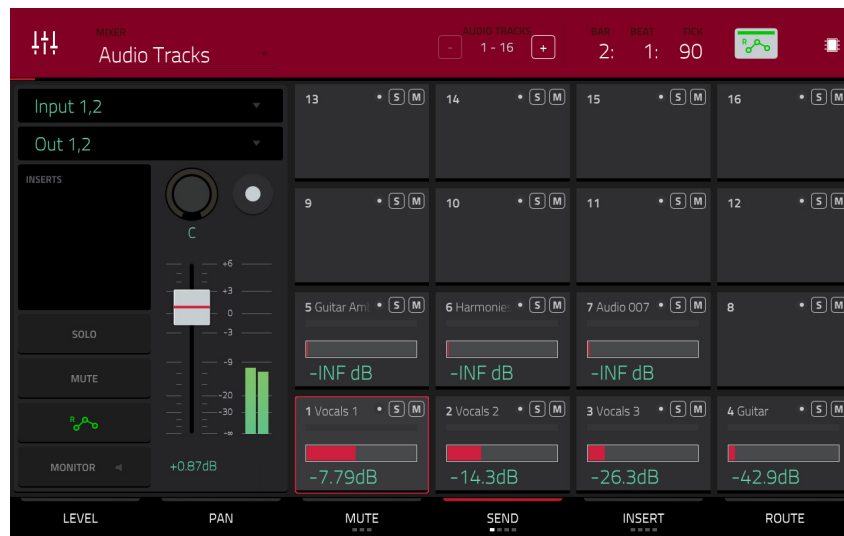 MIXER
Audio Tracks
AUDIO TRACKS
- 1 - 16 +
BAR BEAT TICK
2: 1: 90
R
Input 1,2
Out 1,2
INSERTS
C
+6
+3
0
-3
-9
-20
-30
-∞
+0.87dB
SOLO
MUTE
R
MONITOR
13 S M
14 S M
15 S M
16 S M
9 S M
10 S M
11 S M
12 S M
5 Guitar Am S M
6 Harmonies S M
7 Audio 007 S M
8 S M
-INF dB
-INF dB
-INF dB
1 Vocals 1 S M
2 Vocals 2 S M
3 Vocals 3 S M
4 Guitar S M
-7.79dB
-14.3dB
-26.3dB
-42.9dB
LEVEL PAN MUTE SEND INSERT ROUTE